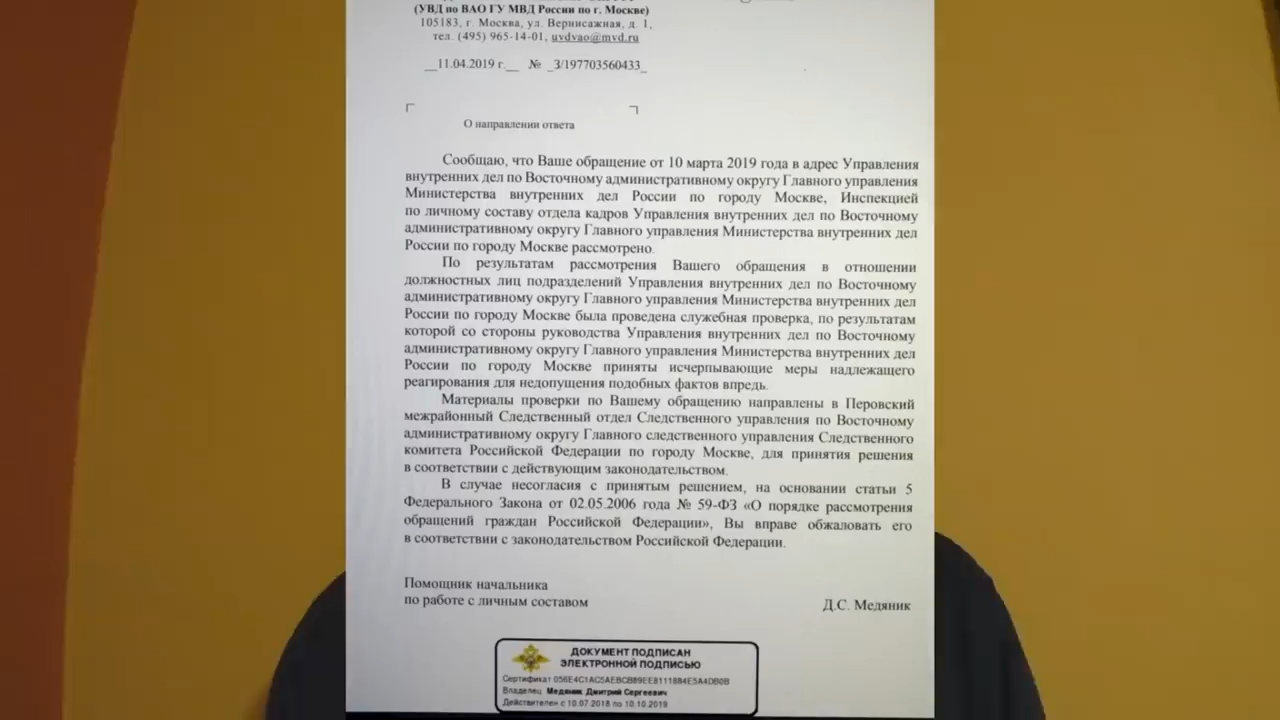 (УВД по ВАО ГУ МВД России по г. Москве)
105183, г. Москва, ул. Вернисажная, д. 1,
тел. (495) 965-14-01, uvdvao@mvd.ru
__11.04.2019 г.__ № _3/197703560433_
О направлении ответа
Сообщаю, что Ваше обращение от 10 марта 2019 года в адрес Управления
внутренних дел по Восточному административному округу Главного управления
Министерства внутренних дел России по городу Москве, Инспекцией
по личному составу отдела кадров Управления внутренних дел по Восточному
административному округу Главного управления Министерства внутренних дел
России по городу Москве рассмотрено.
По результатам рассмотрения Вашего обращения в отношении
должностных лиц подразделений Управления внутренних дел по Восточному
административному округу Главного управления Министерства внутренних дел
России по городу Москве была проведена служебная проверка, по результатам
которой со стороны руководства Управления внутренних дел по Восточному
административному округу Главного управления Министерства внутренних дел
России по городу Москве приняты исчерпывающие меры надлежащего
реагирования для недопущения подобных фактов впредь.
Материалы проверки по Вашему обращению направлены в Перовский
межрайонный Следственный отдел Следственного управления по Восточному
административному округу Главного следственного управления Следственного
комитета Российской Федерации по городу Москве, для принятия решения
в соответствии с действующим законодательством.
В случае несогласия с принятым решением, на основании статьи 5
Федерального Закона от 02.05.2006 года № 59-ФЗ «О порядке рассмотрения
обращений граждан Российской Федерации», Вы вправе обжаловать его
в соответствии с законодательством Российской Федерации.
Помощник начальника
по работе с личным составом Д.С. Медяник
ДОКУМЕНТ ПОДПИСАН
ЭЛЕКТРОННОЙ ПОДПИСЬЮ
Сертификат 056E4C1AC5AEBCB89EE8111884E5A4DB0B
Владелец Медяник Дмитрий Сергеевич
Действителен с 10.07.2018 по 10.10.2019